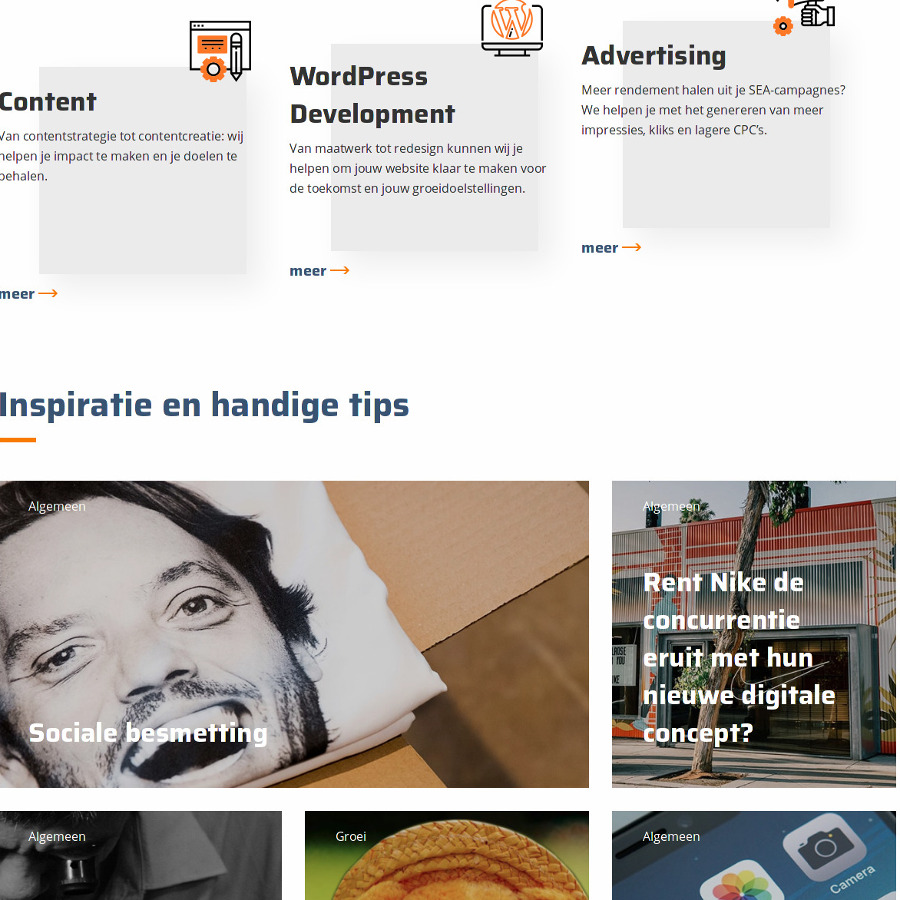 Content
Van contentstrategie tot contentcreatie: wij
helpen je impact te maken en je doelen te
behalen.
meer
WordPress
Development
Van maatwerk tot redesign kunnen wij je
helpen om jouw website klaar te maken voor
de toekomst en jouw groeidoelstellingen.
meer
Advertising
Meer rendement halen uit je SEA-campagnes?
We helpen je met het genereren van meer
impressies, kliks en lagere CPC’s.
meer
Inspiratie en handige tips
Algemeen
Sociale besmetting
Algemeen
Rent Nike de
concurrentie
eruit met hun
nieuwe digitale
concept?
Algemeen
Groei
Algemeen
Camera